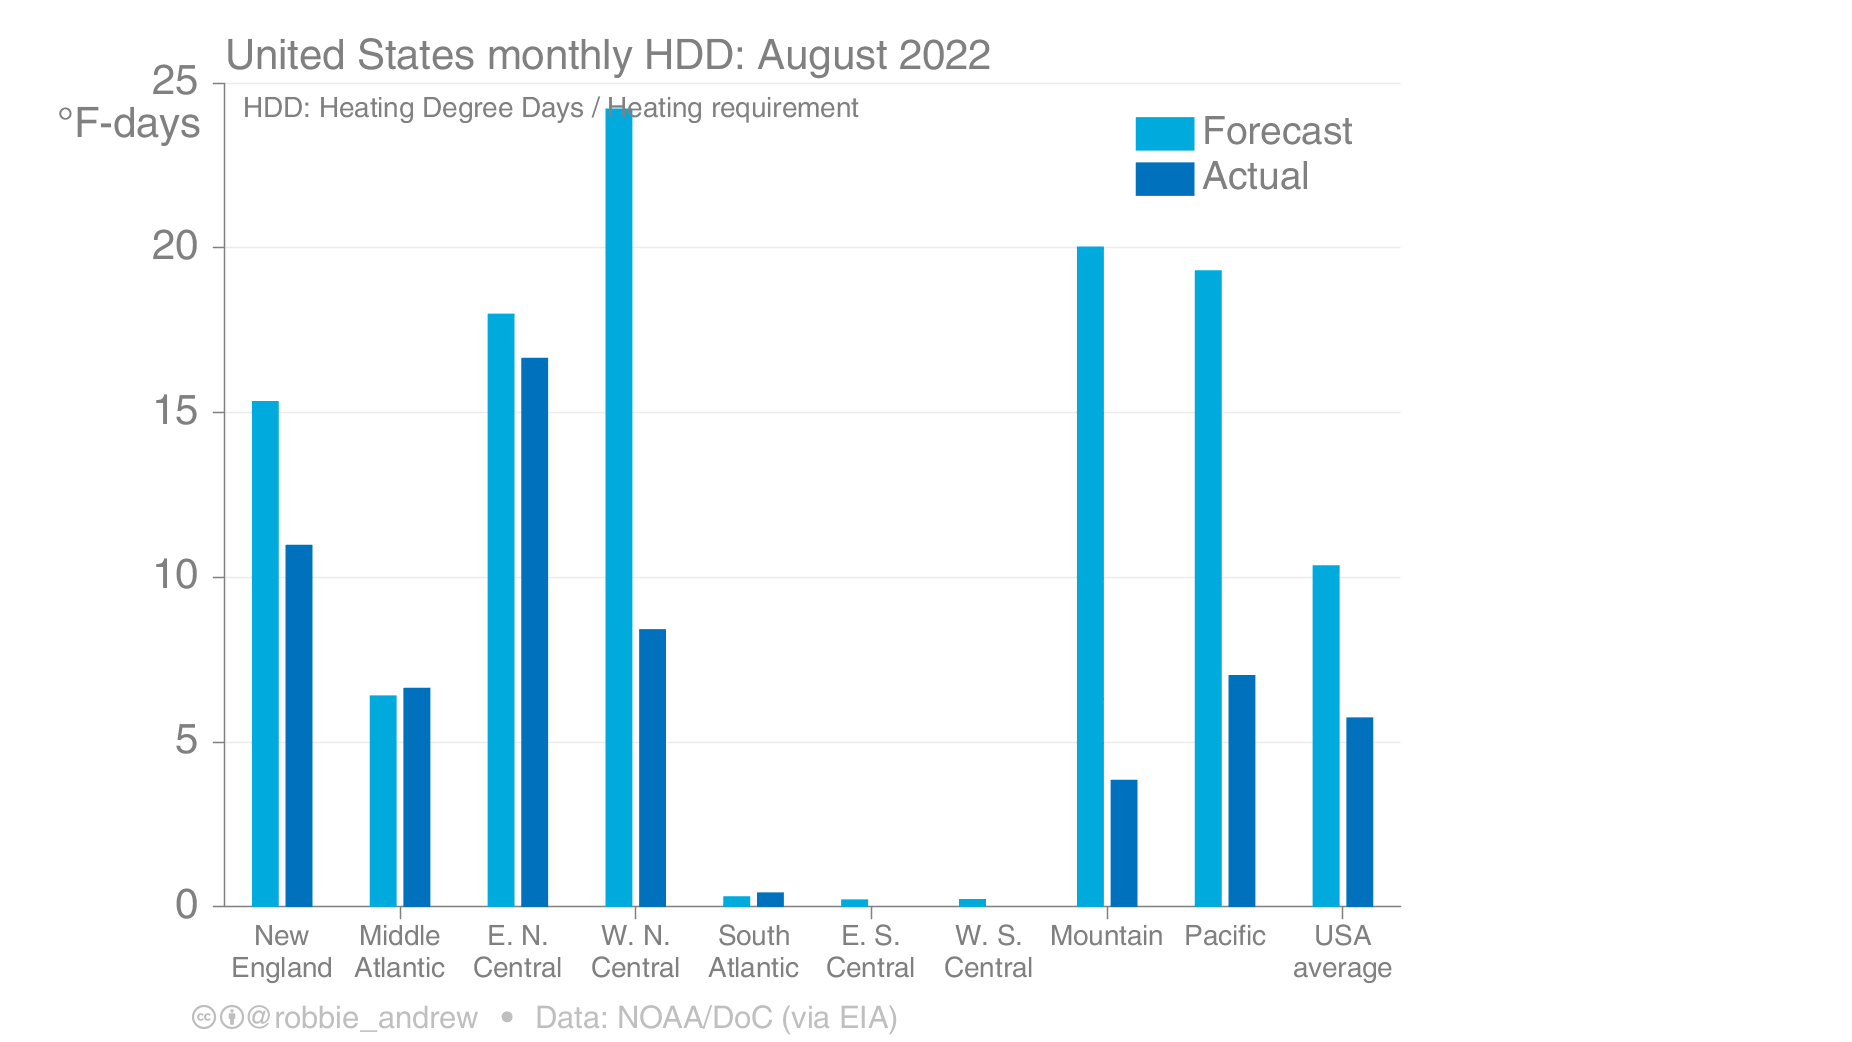 United States monthly HDD: August 2022
25
°F-days
HDD: Heating Degree Days / Heating requirement
Forecast
Actual
20
15
10
5
0
New England
Middle Atlantic
E. N. Central
W. N. Central
South Atlantic
E. S. Central
W. S. Central
Mountain
Pacific
USA average
cc @robbie_andrew • Data: NOAA/DoC (via EIA)